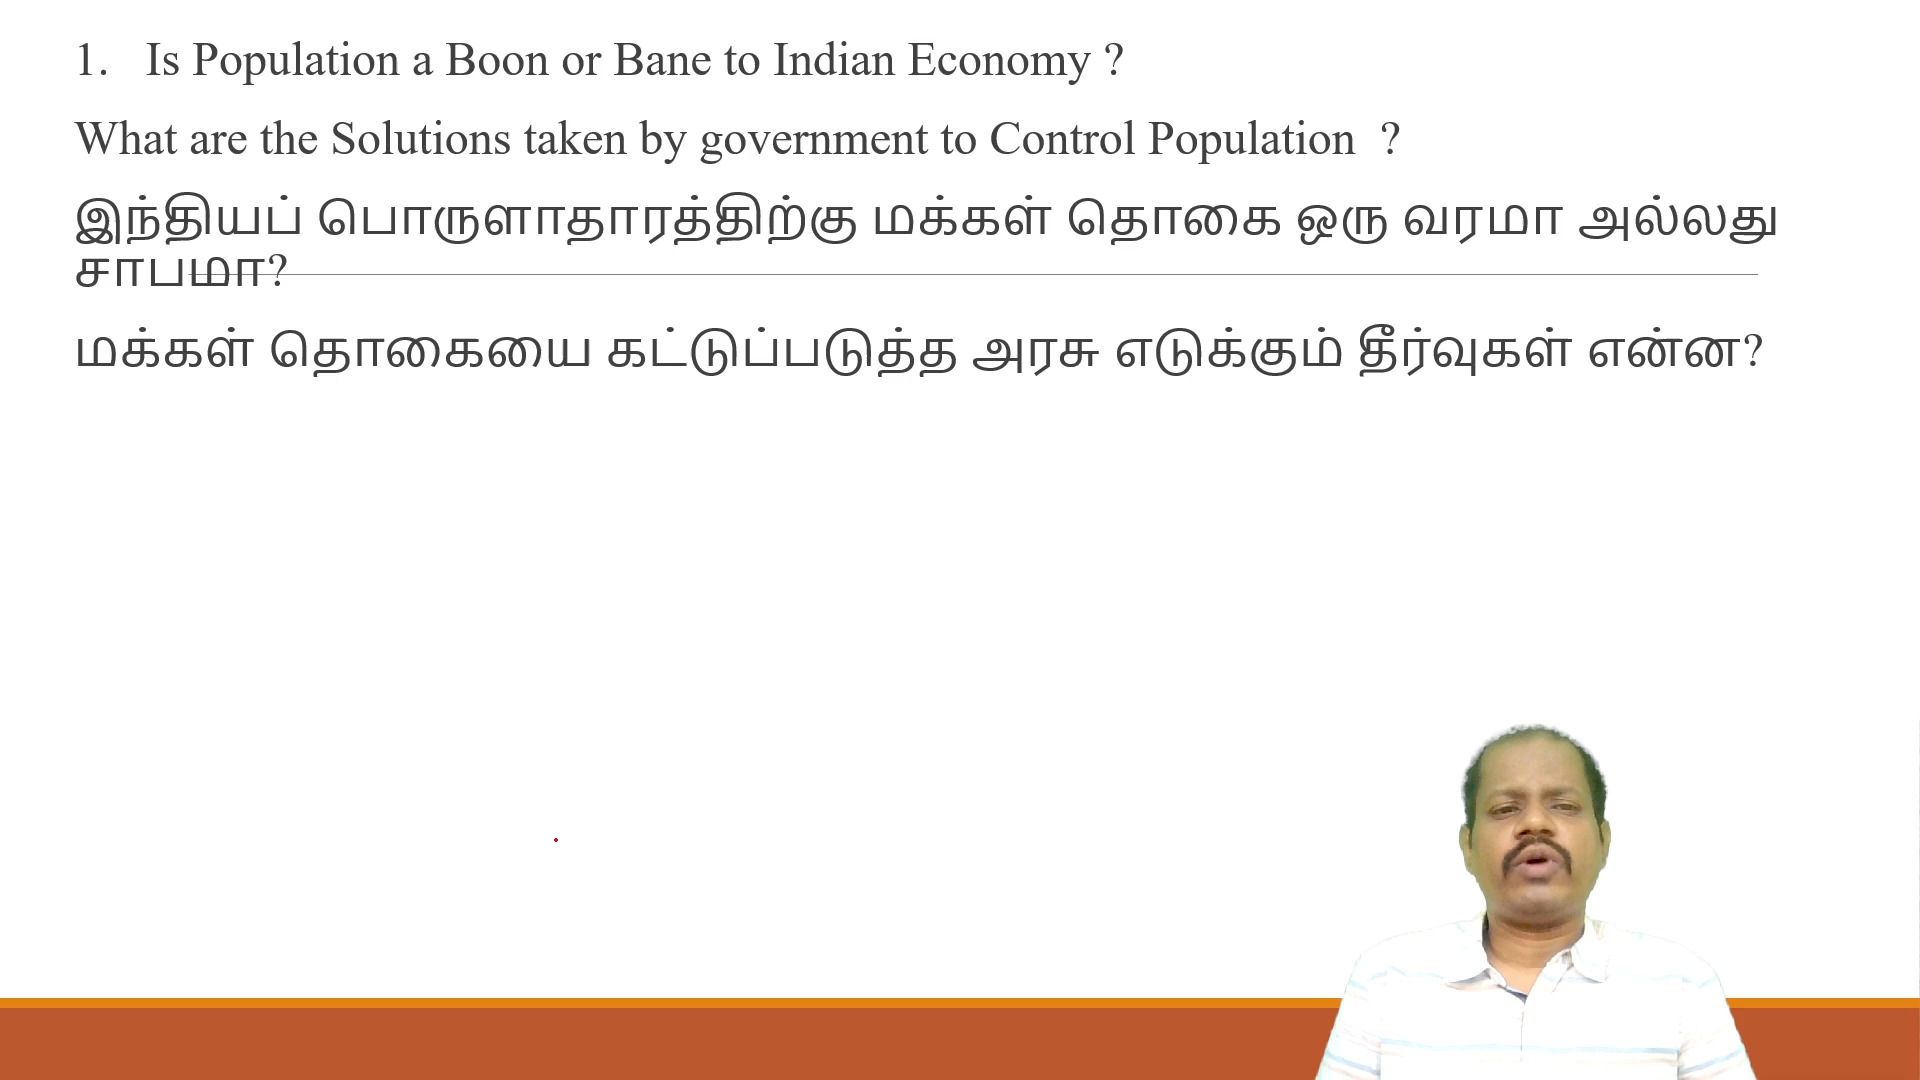 1. Is Population a Boon or Bane to Indian Economy ?
What are the Solutions taken by government to Control Population ?
இந்தியப் பொருளாதாரத்திற்கு மக்கள் தொகை ஒரு வரமா அல்லது
சாபமா?
மக்கள் தொகையை கட்டுப்படுத்த அரசு எடுக்கும் தீர்வுகள் என்ன?